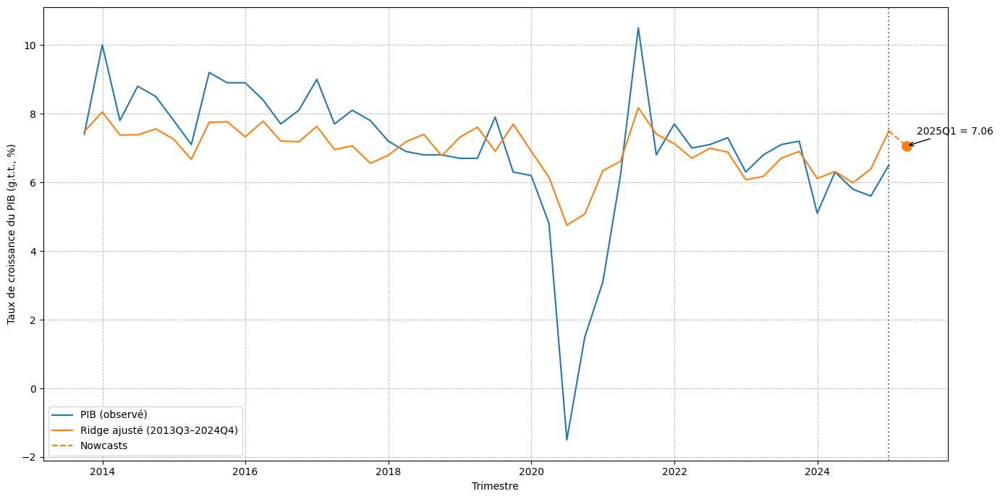 Taux de croissance du PIB (g.t.t., %)
10
8
6
4
2
0
−2
2025Q1 = 7.06
PIB (observé)
Ridge ajusté (2013Q3–2024Q4)
Nowcasts
2014
2016
2018
2020
2022
2024
Trimestre